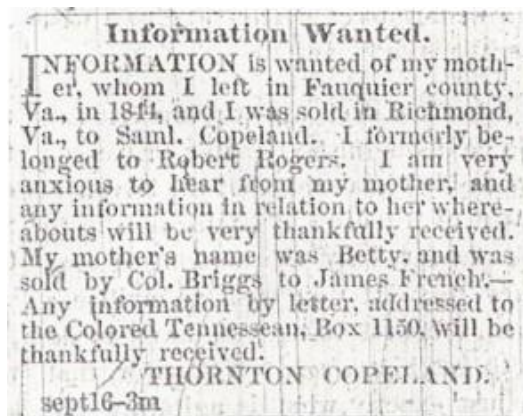 Information Wanted.
INFORMATION is wanted of my moth-
er, whom I left in Fauquier county,
Va., in 1844, and I was sold in Richmond,
Va., to Saml. Copeland. I formerly be-
longed to Robert Rogers. I am very
anxious to hear from my mother, and
any information in relation to her where-
abouts will be very thankfully received.
My mother's name was Betty, and was
sold by Col. Briggs to James French.—
Any information by letter, addressed to
the Colored Tennessean, Box 1150, will be
thankfully received.
THORNTON COPELAND.
sept16-3m